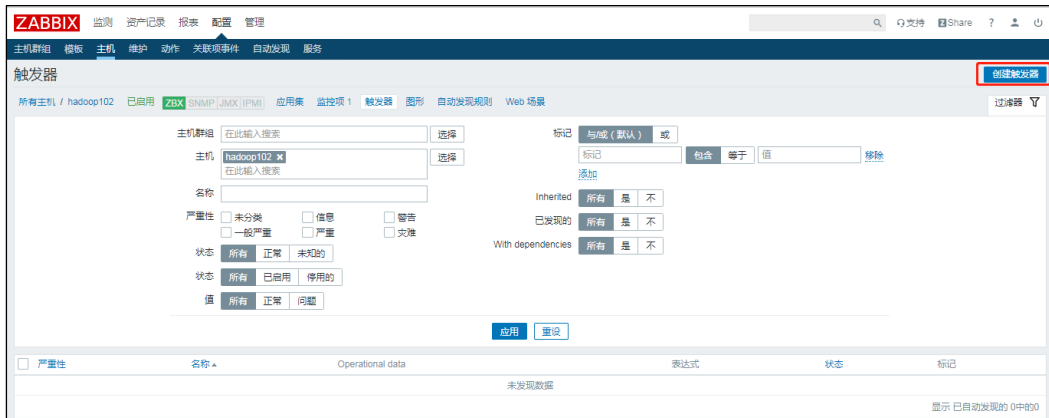 ZABBIX 监测 资产记录 报表 配置 管理 支持 Share ?
主机群组 模板 主机 维护 动作 关联项事件 自动发现 服务
触发器 创建触发器
所有主机 / hadoop102 已启用 ZBX SNMP JMX IPMI 应用集 监控项 1 触发器 图形 自动发现规则 Web 场景 过滤器
主机群组 在此输入搜索 选择 标记 与/或（默认） 或
主机 hadoop102 选择 标记 包含 等于 值 移除
在此输入搜索 添加
名称 Inherited 所有 是 不
严重性 未分类 信息 警告 已发现的 所有 是 不
一般严重 严重 灾难
With dependencies 所有 是 不
状态 所有 正常 未知的
状态 所有 已启用 停用的
值 所有 正常 问题
应用 重设
严重性 名称 Operational data 表达式 状态 标记
未发现数据
显示 已自动发现的 0中的0